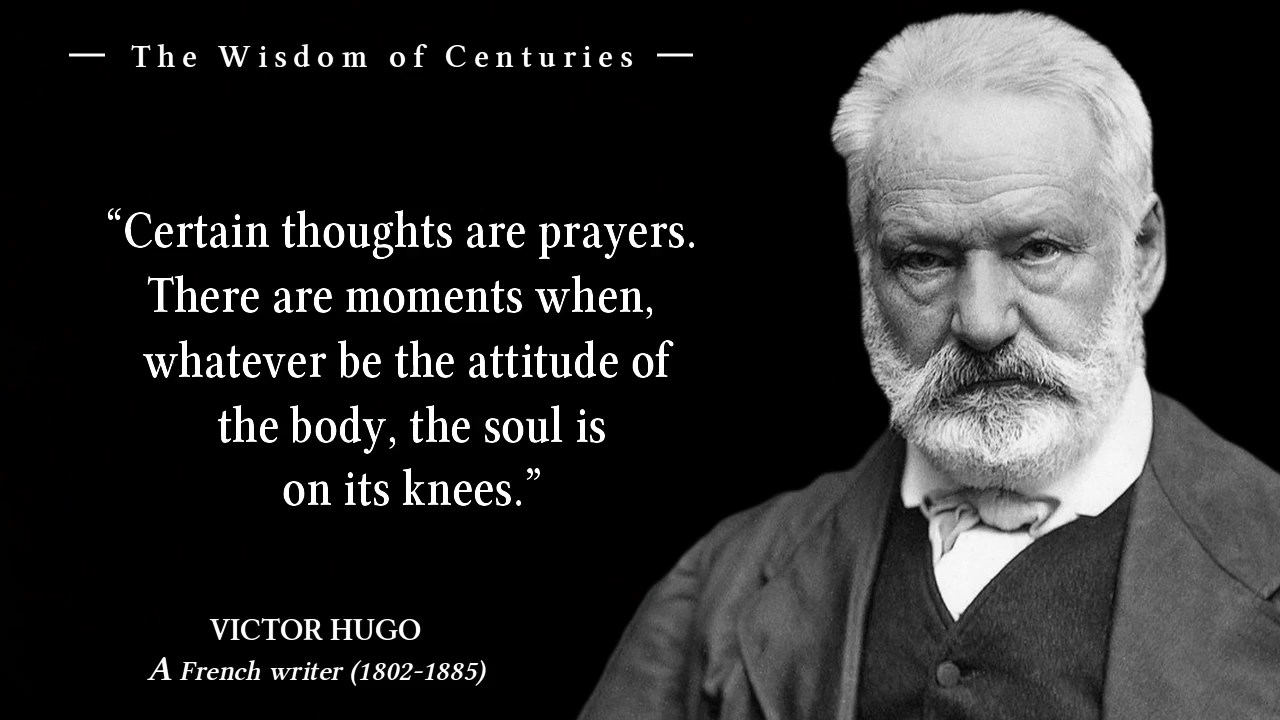 — The Wisdom of Centuries —
“Certain thoughts are prayers.
There are moments when,
whatever be the attitude of
the body, the soul is
on its knees.”
VICTOR HUGO
A French writer (1802-1885)